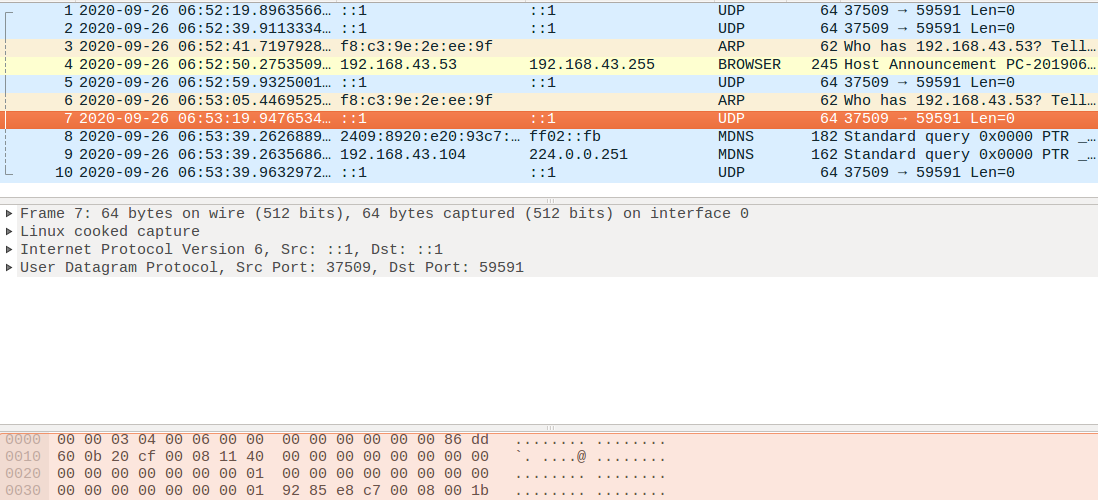 1 2020-09-26 06:52:19.8963566… ::1 ::1 UDP 64 37509 → 59591 Len=0
2 2020-09-26 06:52:39.9113334… ::1 ::1 UDP 64 37509 → 59591 Len=0
3 2020-09-26 06:52:41.7197928… f8:c3:9e:2e:ee:9f ARP 62 Who has 192.168.43.53? Tell…
4 2020-09-26 06:52:50.2753509… 192.168.43.53 192.168.43.255 BROWSER 245 Host Announcement PC-201906…
5 2020-09-26 06:52:59.9325001… ::1 ::1 UDP 64 37509 → 59591 Len=0
6 2020-09-26 06:53:05.4469525… f8:c3:9e:2e:ee:9f ARP 62 Who has 192.168.43.53? Tell…
7 2020-09-26 06:53:19.9476534… ::1 ::1 UDP 64 37509 → 59591 Len=0
8 2020-09-26 06:53:39.2626889… 2409:8920:e20:93c7:… ff02::fb MDNS 182 Standard query 0x0000 PTR _…
9 2020-09-26 06:53:39.2635686… 192.168.43.104 224.0.0.251 MDNS 162 Standard query 0x0000 PTR _…
10 2020-09-26 06:53:39.9632972… ::1 ::1 UDP 64 37509 → 59591 Len=0
Frame 7: 64 bytes on wire (512 bits), 64 bytes captured (512 bits) on interface 0
Linux cooked capture
Internet Protocol Version 6, Src: ::1, Dst: ::1
User Datagram Protocol, Src Port: 37509, Dst Port: 59591
0000 00 00 03 04 00 06 00 00 00 00 00 00 00 00 86 dd ........ ........
0010 60 0b 20 cf 00 08 11 40 00 00 00 00 00 00 00 00 `. ....@ ........
0020 00 00 00 00 00 00 00 01 00 00 00 00 00 00 00 00 ........ ........
0030 00 00 00 00 00 00 00 01 92 85 e8 c7 00 08 00 1b ........ ........